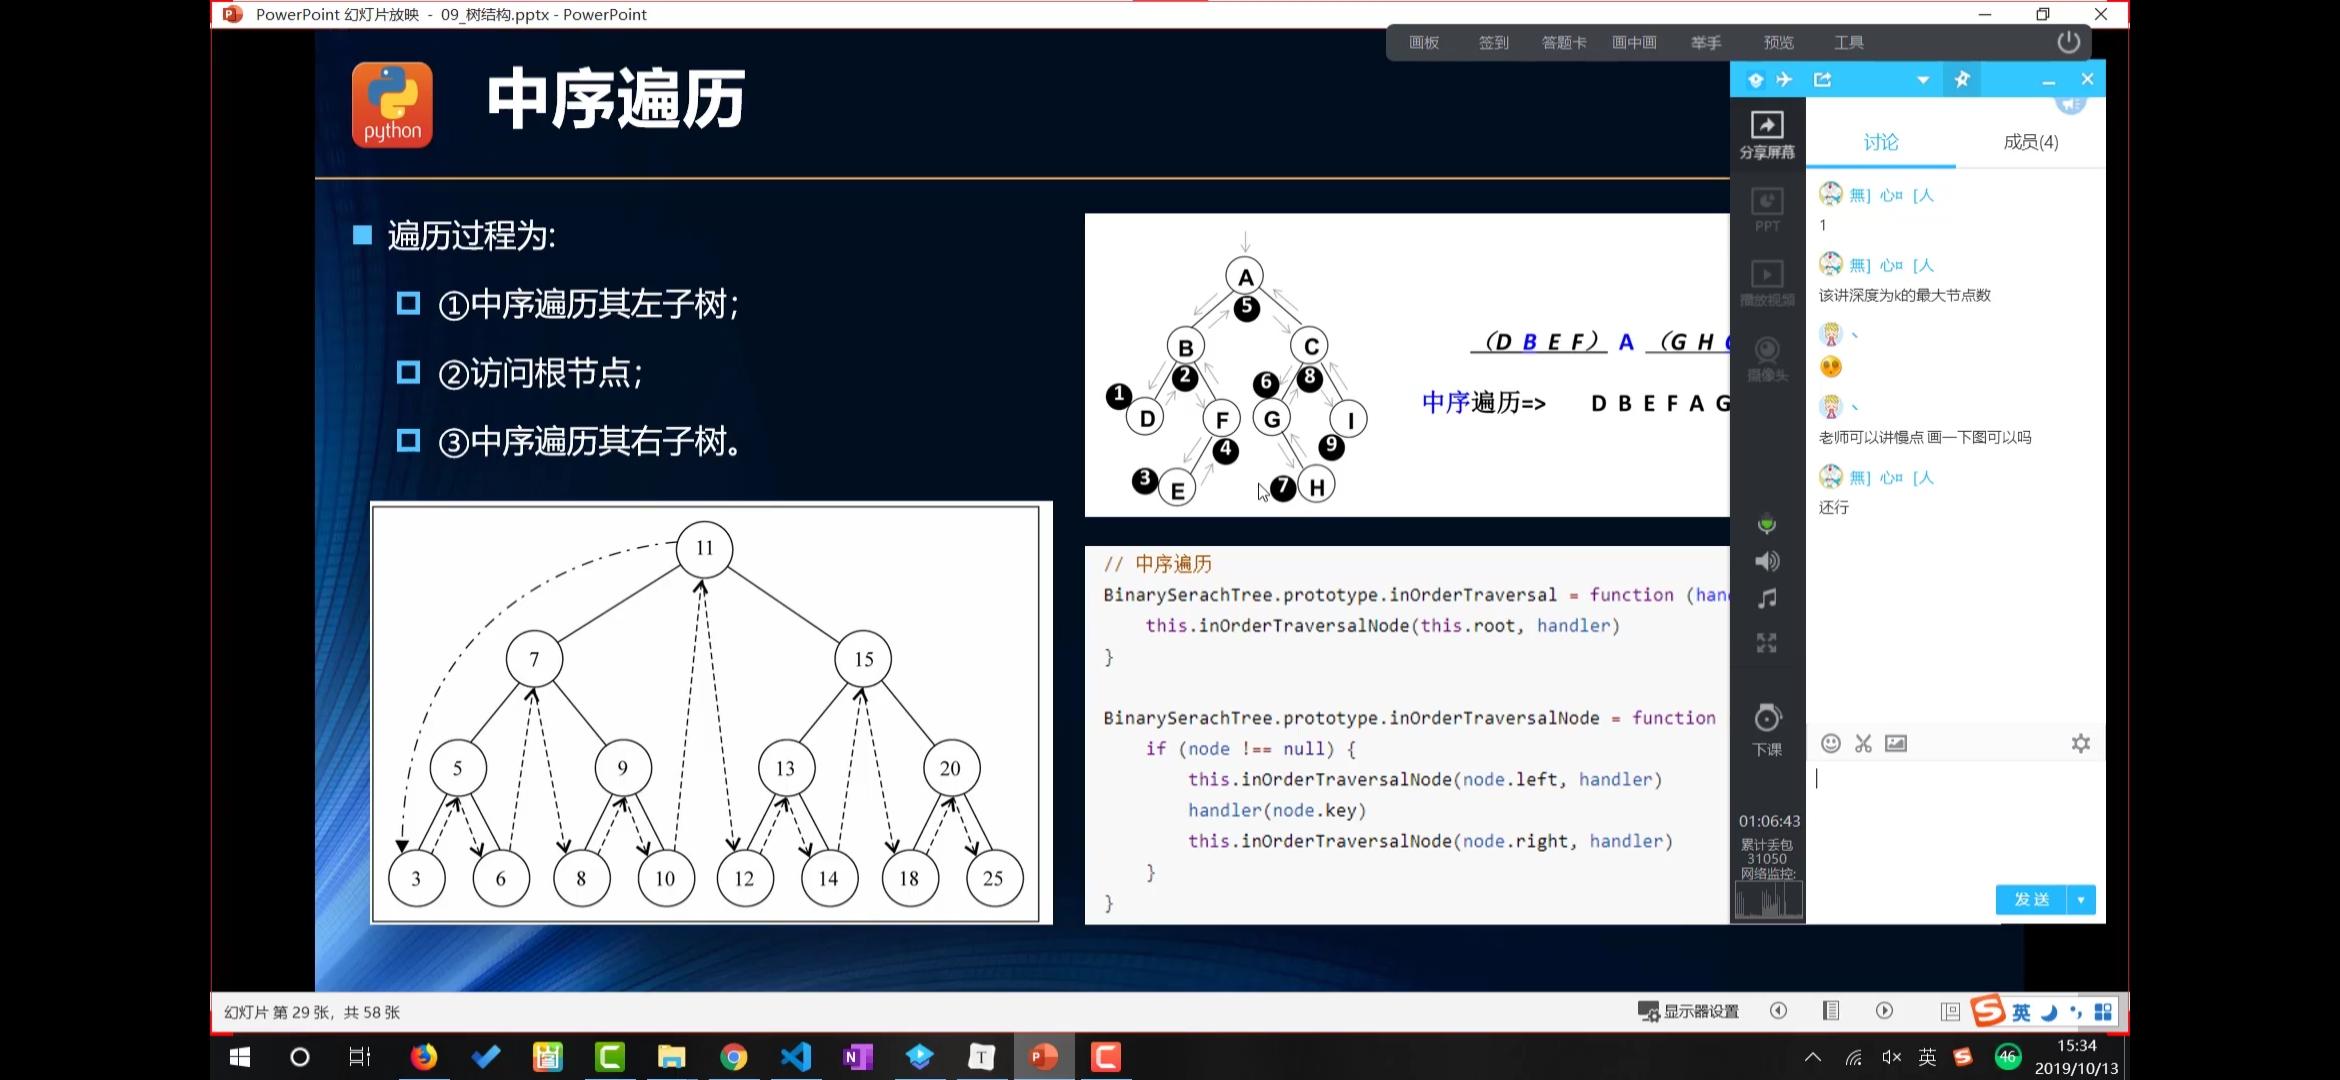 PowerPoint 幻灯片放映 - 09_树结构.pptx - PowerPoint
画板 签到 答题卡 画中画 举手 预览 工具
python
中序遍历
遍历过程为:
①中序遍历其左子树;
②访问根节点;
③中序遍历其右子树。
A
5
B
C
2
6
8
1
D
F
G
I
4
9
3
E
7
H
(D B E F) A (G H
中序遍历=> D B E F A G
11
7
15
5
9
13
20
3
6
8
10
12
14
18
25
// 中序遍历
BinarySerachTree.prototype.inOrderTraversal = function (han
this.inOrderTraversalNode(this.root, handler)
}
BinarySerachTree.prototype.inOrderTraversalNode = function
if (node !== null) {
this.inOrderTraversalNode(node.left, handler)
handler(node.key)
this.inOrderTraversalNode(node.right, handler)
}
}
分享屏幕
PPT
播放视频
摄像头
下课
01:06:43
累计丢包
31050
网络监控:
讨论
成员(4)
無] 心¤ [人
1
無] 心¤ [人
该讲深度为k的最大节点数
、
、
老师可以讲慢点 画一下图可以吗
無] 心¤ [人
还行
发送
幻灯片 第 29 张，共 58 张
显示器设置
英
英
46
15:34
2019/10/13